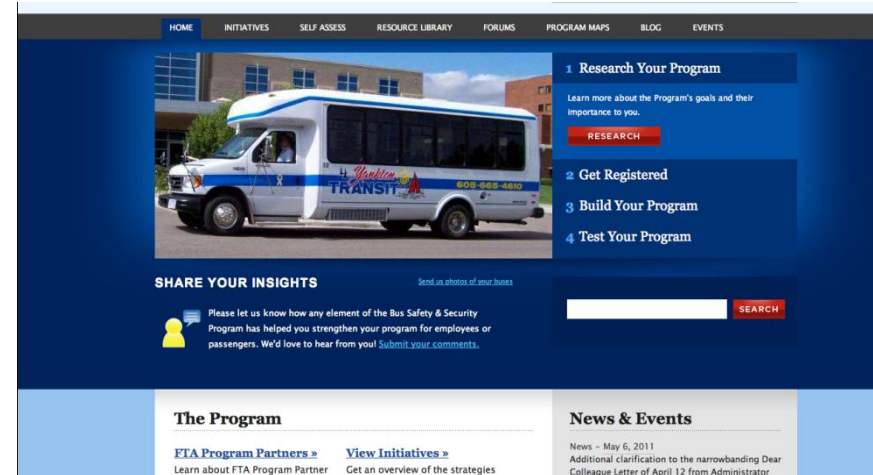 HOME INITIATIVES SELF ASSESS RESOURCE LIBRARY FORUMS PROGRAM MAPS BLOG EVENTS
Yankton
TRANSIT
605-665-4610
1 Research Your Program
Learn more about the Program's goals and their
importance to you.
RESEARCH
2 Get Registered
3 Build Your Program
4 Test Your Program
SHARE YOUR INSIGHTS
Send us photos of your buses
Please let us know how any element of the Bus Safety & Security
Program has helped you strengthen your program for employees or
passengers. We'd love to hear from you! Submit your comments.
SEARCH
The Program
FTA Program Partners »
Learn about FTA Program Partner
View Initiatives »
Get an overview of the strategies
News & Events
News – May 6, 2011
Additional clarification to the narrowbanding Dear
Colleague Letter of April 12 from Administrator